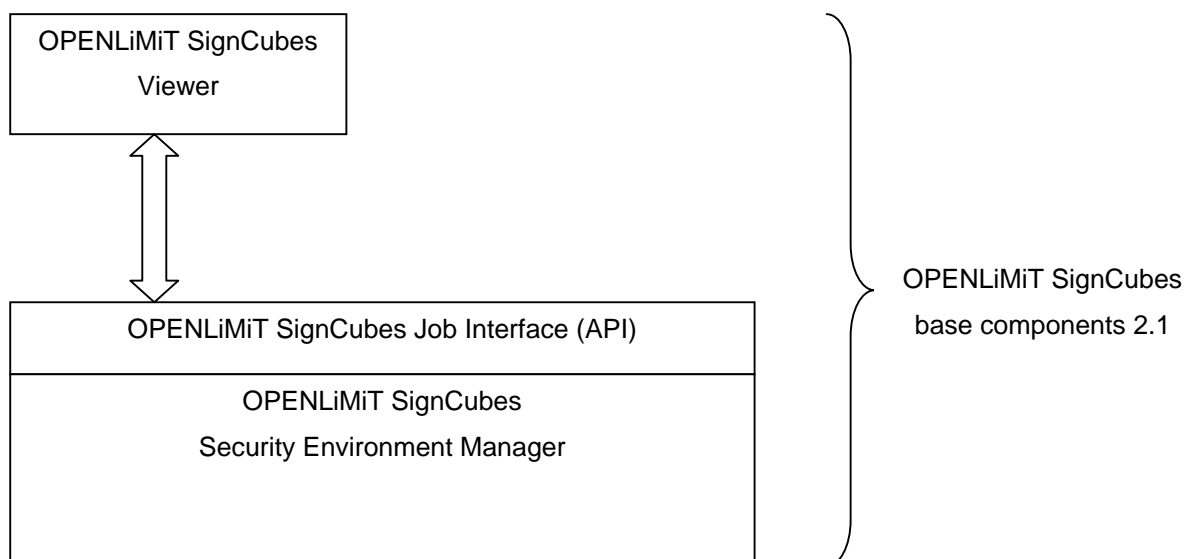 OPENLiMiT SignCubes
Viewer
OPENLiMiT SignCubes Job Interface (API)
OPENLiMiT SignCubes
Security Environment Manager
OPENLiMiT SignCubes
base components 2.1